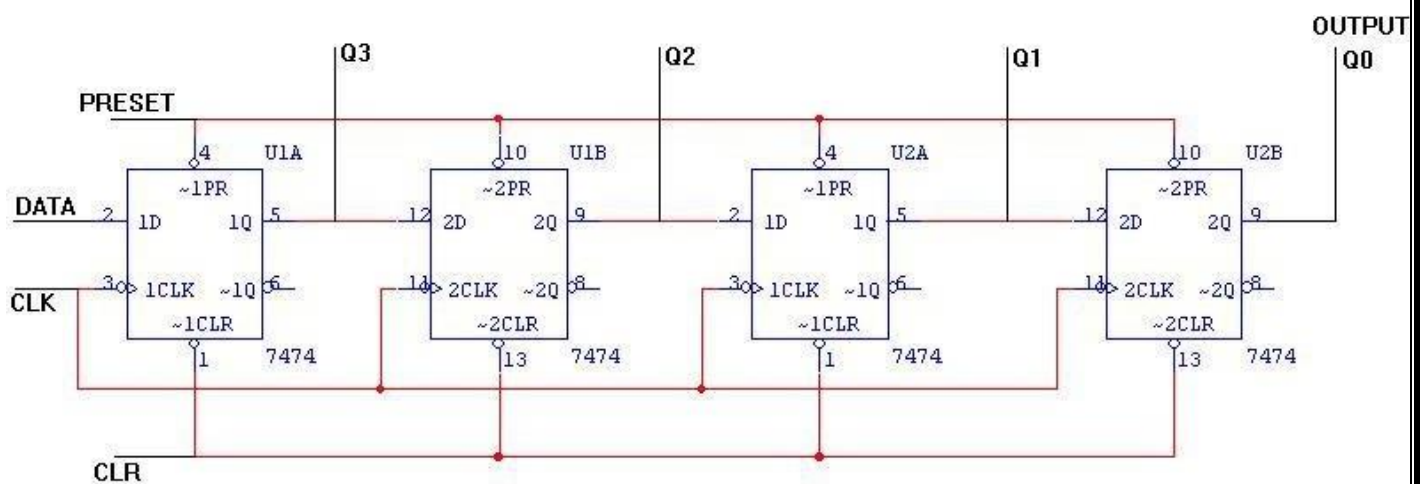 OUTPUT
Q3 Q2 Q1 Q0
PRESET
4 U1A 10 U1B 4 U2A 10 U2B
~1PR ~2PR ~1PR ~2PR
DATA 2 1D 1Q 5 12 2D 2Q 9 2 1D 1Q 5 12 2D 2Q 9
CLK 3 1CLK ~1Q 6 11 2CLK ~2Q 8 3 1CLK ~1Q 6 11 2CLK ~2Q 8
~1CLR ~2CLR ~1CLR ~2CLR
1 7474 13 7474 1 7474 13 7474
CLR